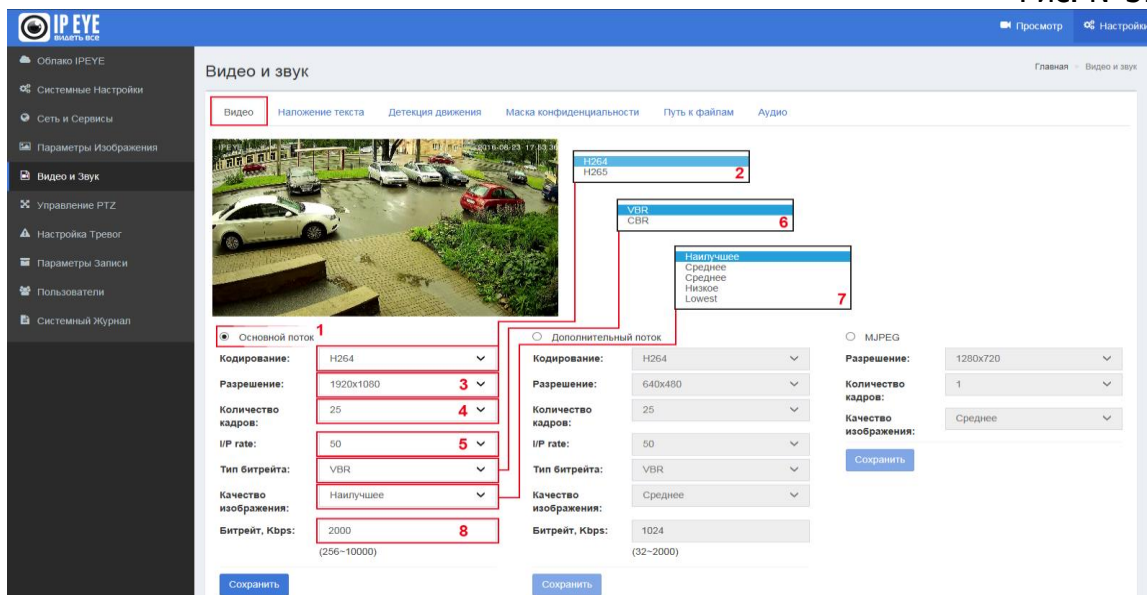 IP EYE
видеть все
Просмотр
Настройки
Облако IPEYE
Системные Настройки
Сеть и Сервисы
Параметры Изображения
Видео и Звук
Управление PTZ
Настройка Тревог
Параметры Записи
Пользователи
Системный Журнал
Видео и звук
Главная Видео и звук
Видео Наложение текста Детекция движения Маска конфиденциальности Путь к файлам Аудио
H264
H265 2
VBR
CBR 6
Наилучшее
Среднее
Среднее
Низкое
Lowest 7
Основной поток 1
Кодирование: H264
Разрешение: 1920x1080 3
Количество кадров: 25 4
I/P rate: 50 5
Тип битрейта: VBR
Качество изображения: Наилучшее
Битрейт, Kbps: 2000 8
(256~10000)
Сохранить
Дополнительный поток
Кодирование: H264
Разрешение: 640x480
Количество кадров: 25
I/P rate: 50
Тип битрейта: VBR
Качество изображения: Среднее
Битрейт, Kbps: 1024
(32~2000)
Сохранить
MJPEG
Разрешение: 1280x720
Количество кадров: 1
Качество изображения: Среднее
Сохранить